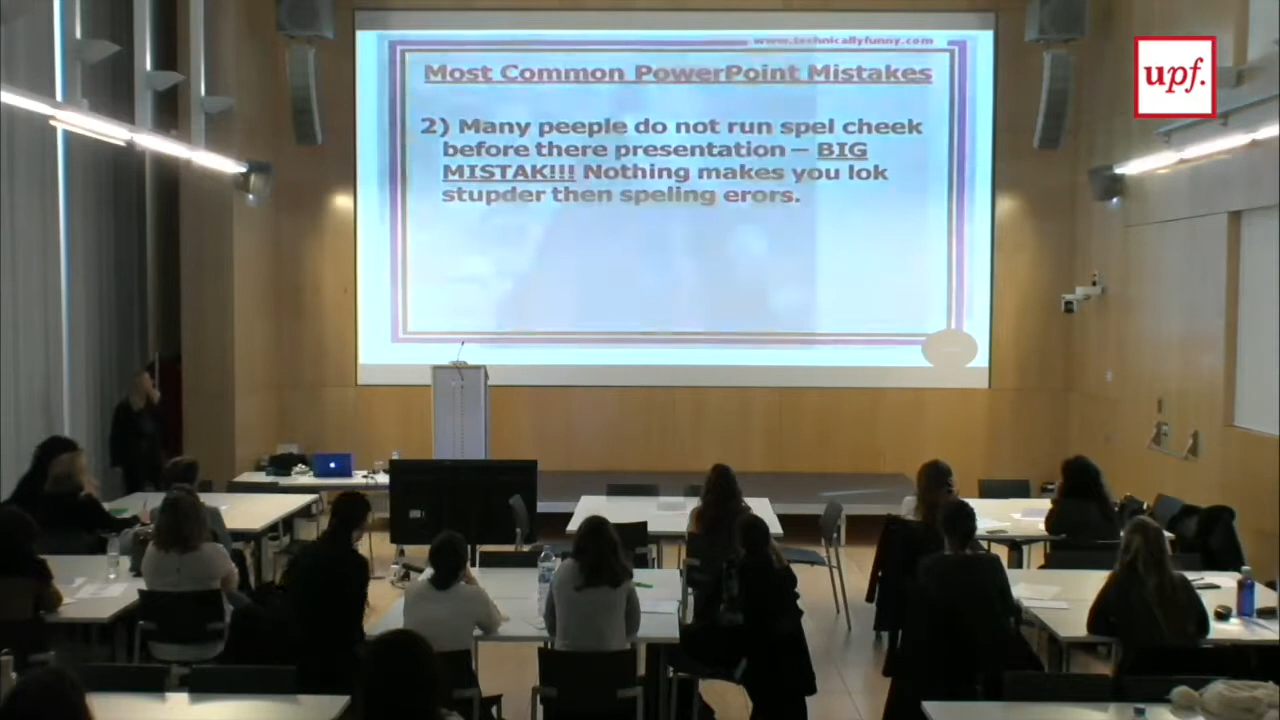 www.technicallyfunny.com
upf.
Most Common PowerPoint Mistakes
2) Many peeple do not run spel cheek
before there presentation – BIG
MISTAK!!! Nothing makes you lok
stupder then speling erors.